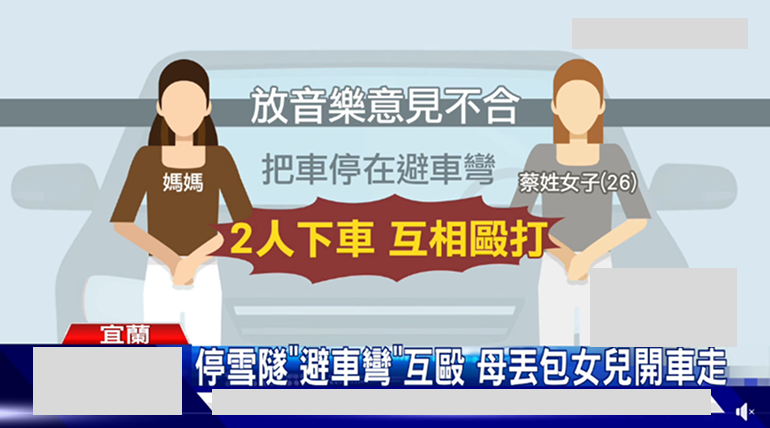 放音樂意見不合
把車停在避車彎
媽媽
蔡姓女子(26)
2人下車 互相毆打
宜蘭
停雪隧"避車彎"互毆 母丟包女兒開車走